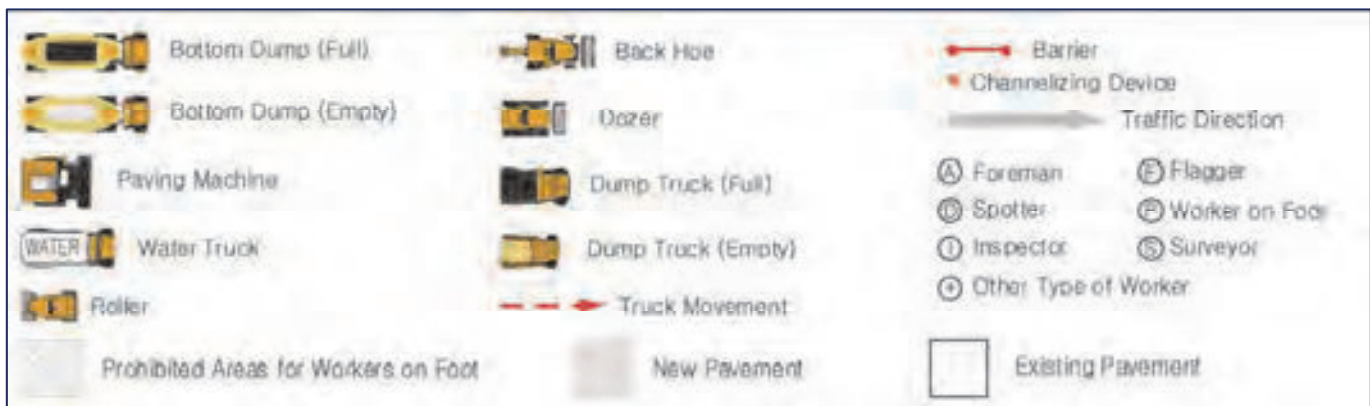 Bottom Dump (Full)
Bottom Dump (Empty)
Paving Machine
WATER Water Truck
Roller
Back Hoe
Dozer
Dump Truck (Full)
Dump Truck (Empty)
Truck Movement
Barrier
Channelizing Device
Traffic Direction
A Foreman
F Flagger
D Spotter
P Worker on Foot
I Inspector
S Surveyor
+ Other Type of Worker
Prohibited Areas for Workers on Foot
New Pavement
Existing Pavement